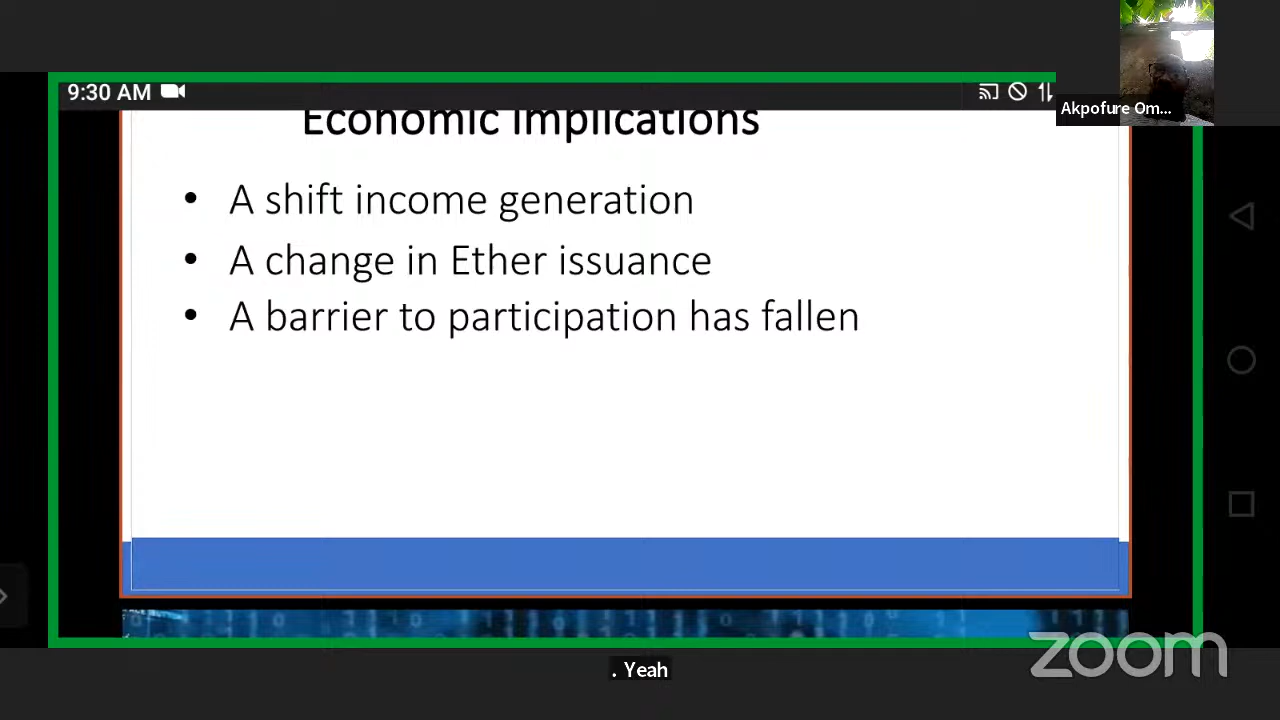 9:30 AM
Akpofure Om...
Economic Implications
• A shift income generation
• A change in Ether issuance
• A barrier to participation has fallen
zoom
. Yeah